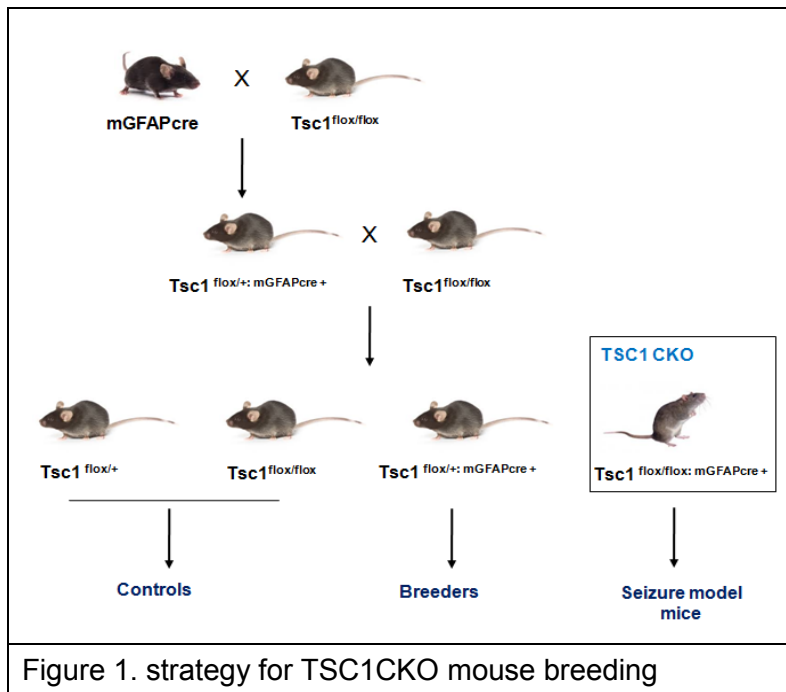 X
mGFAPcre
Tsc1flox/flox
X
Tsc1 flox/+: mGFAPcre +
Tsc1flox/flox
TSC1 CKO
Tsc1 flox/+
Tsc1flox/flox
Tsc1 flox/+: mGFAPcre +
Tsc1 flox/flox: mGFAPcre +
Controls
Breeders
Seizure model
mice
Figure 1. strategy for TSC1CKO mouse breeding